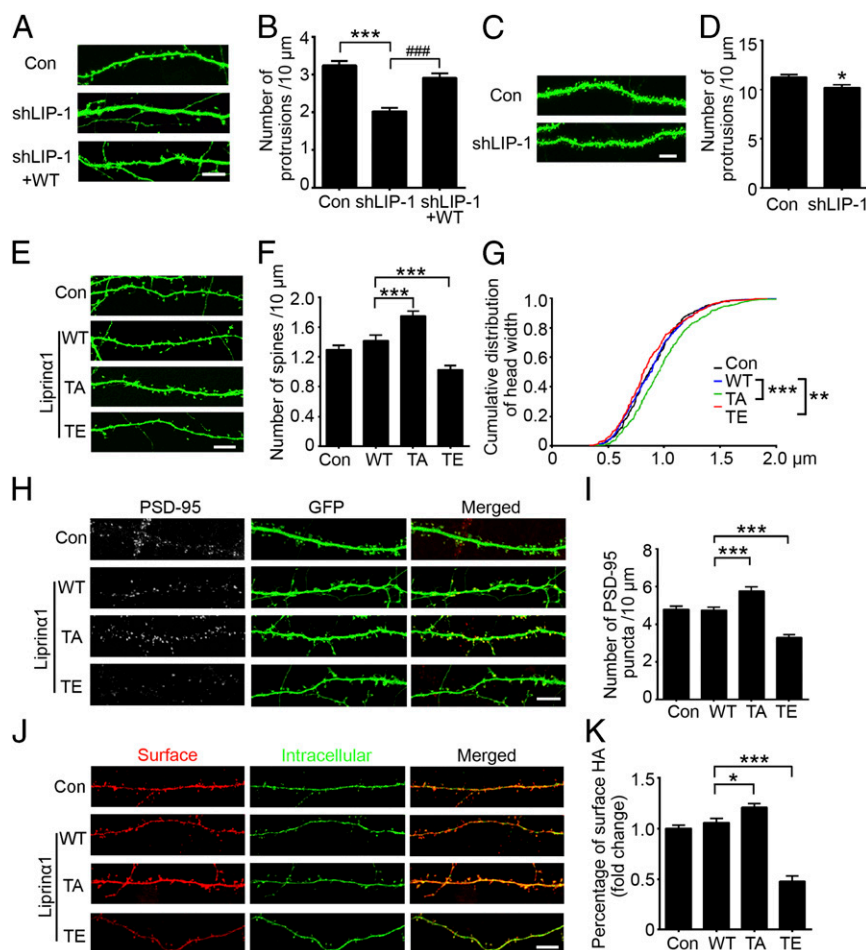 A
Con
shLIP-1
shLIP-1
+WT
B
Number of
protrusions /10 μm
4
3
2
1
0
***
###
Con
shLIP-1
shLIP-1
+WT
C
Con
shLIP-1
D
Number of
protrusions /10 μm
15
10
5
0
*
Con
shLIP-1
E
Con
Liprinα1
WT
TA
TE
F
Number of spines /10 μm
2.0
1.6
1.2
0.8
0.4
0
***
***
Con
WT
TA
TE
G
Cumulative distribution
of head width
1.0
0.80
0.60
0.40
0.20
0
0
0.5
1.0
1.5
2.0
μm
Con
WT
TA
TE
***
**
H
PSD-95
GFP
Merged
Con
Liprinα1
WT
TA
TE
I
Number of PSD-95
puncta /10 μm
8
6
4
2
0
***
***
Con
WT
TA
TE
J
Surface
Intracellular
Merged
Con
Liprinα1
WT
TA
TE
K
Percentage of surface HA
(fold change)
1.5
1.0
0.5
0
***
*
Con
WT
TA
TE